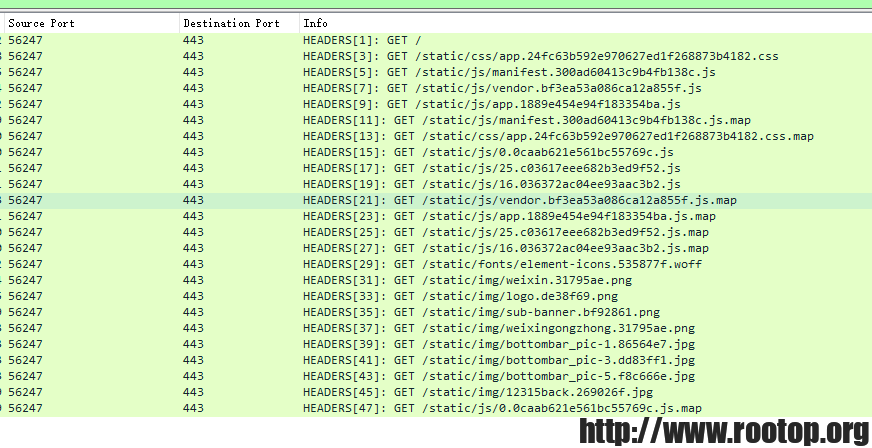 Source Port Destination Port Info
56247 443 HEADERS[1]: GET /
56247 443 HEADERS[3]: GET /static/css/app.24fc63b592e970627ed1f268873b4182.css
56247 443 HEADERS[5]: GET /static/js/manifest.300ad60413c9b4fb138c.js
56247 443 HEADERS[7]: GET /static/js/vendor.bf3ea53a086ca12a855f.js
56247 443 HEADERS[9]: GET /static/js/app.1889e454e94f183354ba.js
56247 443 HEADERS[11]: GET /static/js/manifest.300ad60413c9b4fb138c.js.map
56247 443 HEADERS[13]: GET /static/css/app.24fc63b592e970627ed1f268873b4182.css.map
56247 443 HEADERS[15]: GET /static/js/0.0caab621e561bc55769c.js
56247 443 HEADERS[17]: GET /static/js/25.c03617eee682b3ed9f52.js
56247 443 HEADERS[19]: GET /static/js/16.036372ac04ee93aac3b2.js
56247 443 HEADERS[21]: GET /static/js/vendor.bf3ea53a086ca12a855f.js.map
56247 443 HEADERS[23]: GET /static/js/app.1889e454e94f183354ba.js.map
56247 443 HEADERS[25]: GET /static/js/25.c03617eee682b3ed9f52.js.map
56247 443 HEADERS[27]: GET /static/js/16.036372ac04ee93aac3b2.js.map
56247 443 HEADERS[29]: GET /static/fonts/element-icons.535877f.woff
56247 443 HEADERS[31]: GET /static/img/weixin.31795ae.png
56247 443 HEADERS[33]: GET /static/img/logo.de38f69.png
56247 443 HEADERS[35]: GET /static/img/sub-banner.bf92861.png
56247 443 HEADERS[37]: GET /static/img/weixingongzhong.31795ae.png
56247 443 HEADERS[39]: GET /static/img/bottombar_pic-1.86564e7.jpg
56247 443 HEADERS[41]: GET /static/img/bottombar_pic-3.dd83ff1.jpg
56247 443 HEADERS[43]: GET /static/img/bottombar_pic-5.f8c666e.jpg
56247 443 HEADERS[45]: GET /static/img/12315back.269026f.jpg
56247 443 HEADERS[47]: GET /static/js/0.0caab621e561bc55769c.js.map
http://www.rootop.org